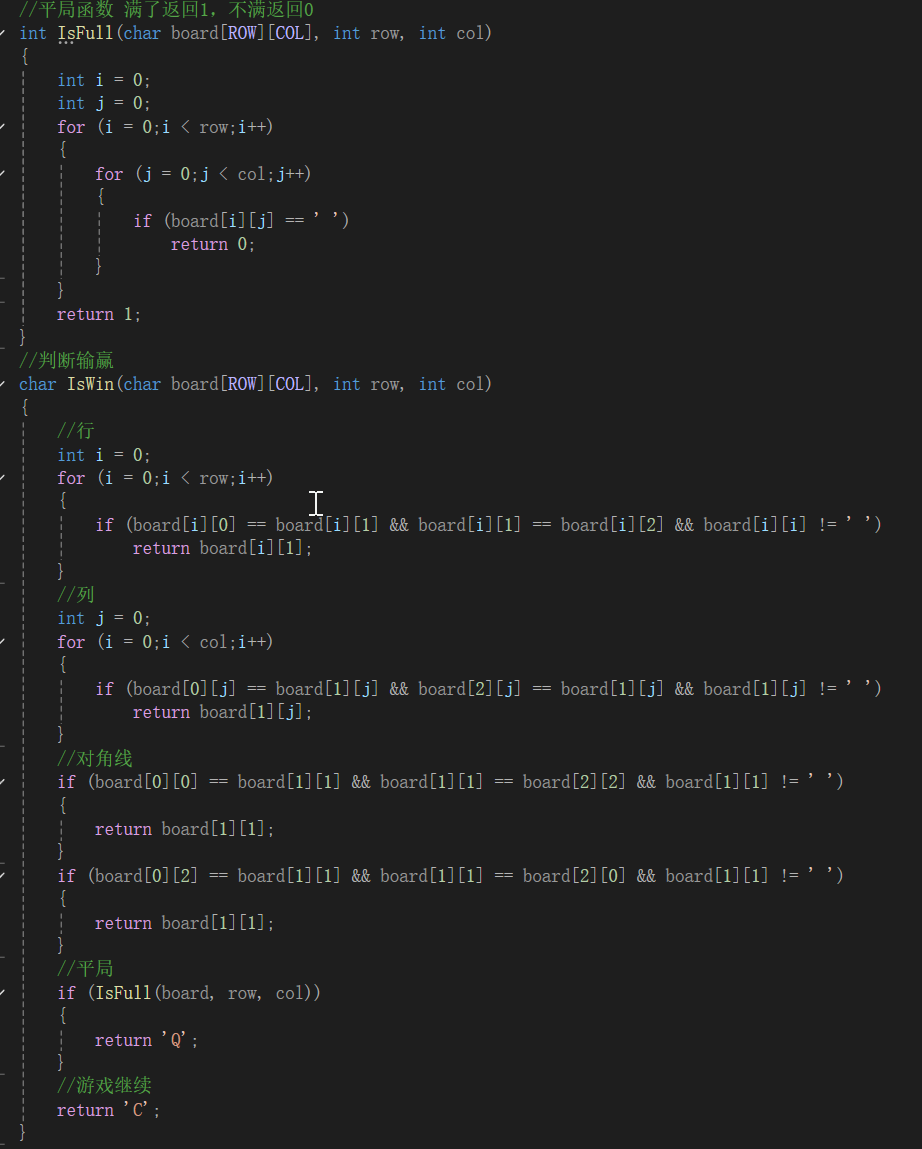 //平局函数 满了返回1，不满返回0
int IsFull(char board[ROW][COL], int row, int col)
{
    int i = 0;
    int j = 0;
    for (i = 0;i < row;i++)
    {
        for (j = 0;j < col;j++)
        {
            if (board[i][j] == ' ')
                return 0;
        }
    }
    return 1;
}
//判断输赢
char IsWin(char board[ROW][COL], int row, int col)
{
    //行
    int i = 0;
    for (i = 0;i < row;i++)
    {
        if (board[i][0] == board[i][1] && board[i][1] == board[i][2] && board[i][i] != ' ')
            return board[i][1];
    }
    //列
    int j = 0;
    for (i = 0;i < col;i++)
    {
        if (board[0][j] == board[1][j] && board[2][j] == board[1][j] && board[1][j] != ' ')
            return board[1][j];
    }
    //对角线
    if (board[0][0] == board[1][1] && board[1][1] == board[2][2] && board[1][1] != ' ')
    {
        return board[1][1];
    }
    if (board[0][2] == board[1][1] && board[1][1] == board[2][0] && board[1][1] != ' ')
    {
        return board[1][1];
    }
    //平局
    if (IsFull(board, row, col))
    {
        return 'Q';
    }
    //游戏继续
    return 'C';
}